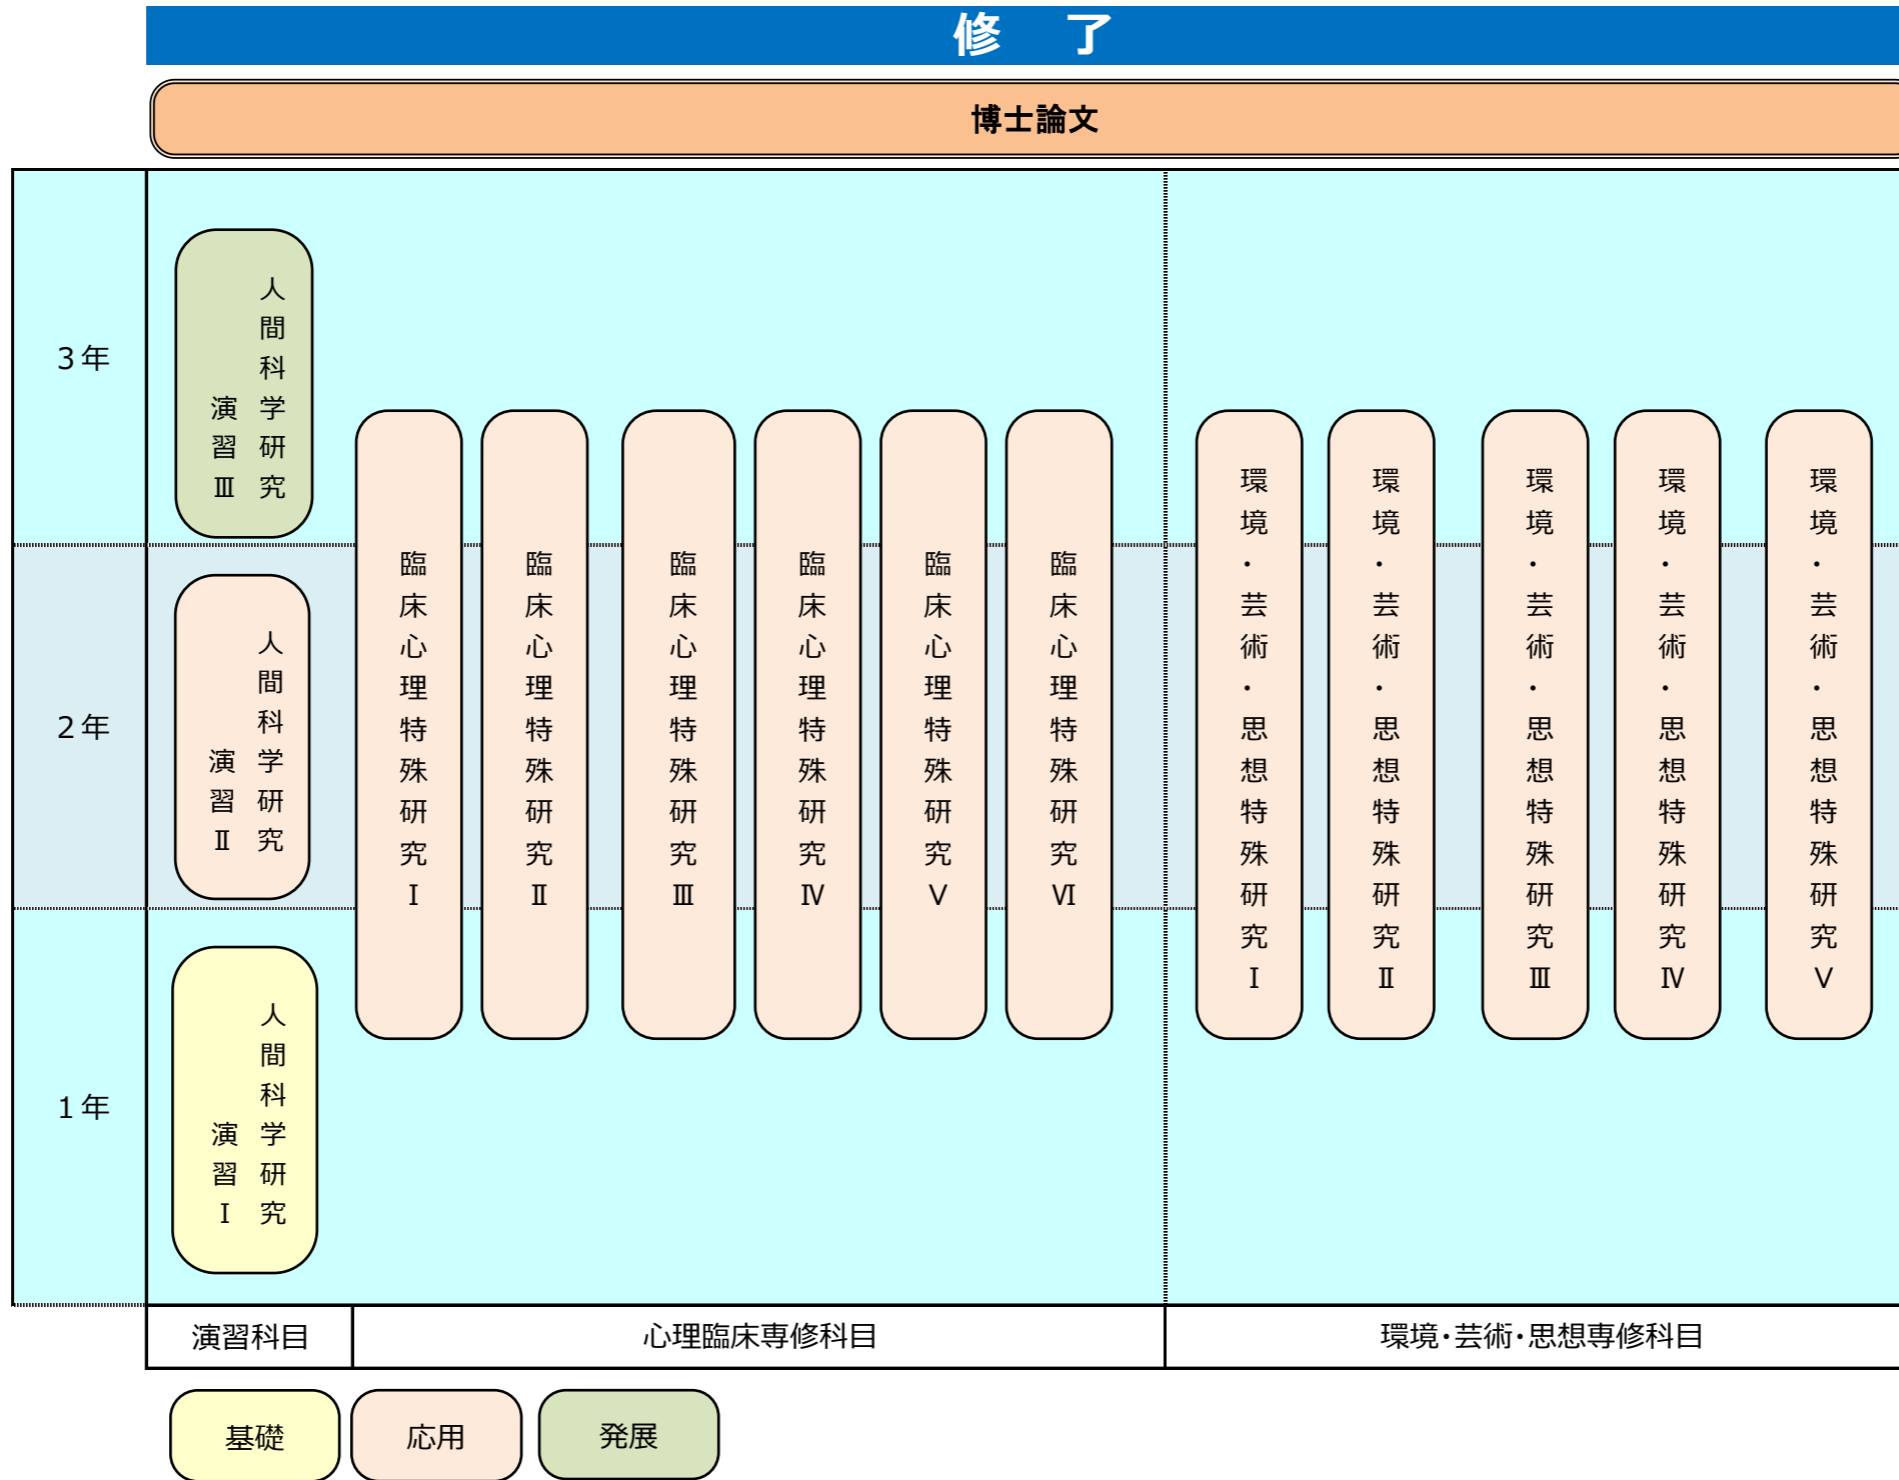 修 了
博士論文
3年
人間科学研究
演習Ⅲ
2年
人間科学研究
演習Ⅱ
1年
人間科学研究
演習Ⅰ
臨床心理特殊研究Ⅰ
臨床心理特殊研究Ⅱ
臨床心理特殊研究Ⅲ
臨床心理特殊研究Ⅳ
臨床心理特殊研究Ⅴ
臨床心理特殊研究Ⅵ
環境・芸術・思想特殊研究Ⅰ
環境・芸術・思想特殊研究Ⅱ
環境・芸術・思想特殊研究Ⅲ
環境・芸術・思想特殊研究Ⅳ
環境・芸術・思想特殊研究Ⅴ
演習科目
心理臨床専修科目
環境・芸術・思想専修科目
基礎
応用
発展